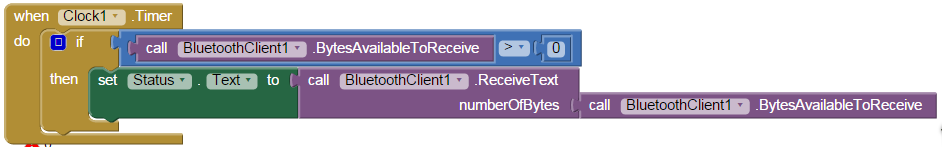 when Clock1 .Timer
do if call BluetoothClient1 .BytesAvailableToReceive > 0
then set Status . Text to call BluetoothClient1 .ReceiveText
numberOfBytes call BluetoothClient1 .BytesAvailableToReceive